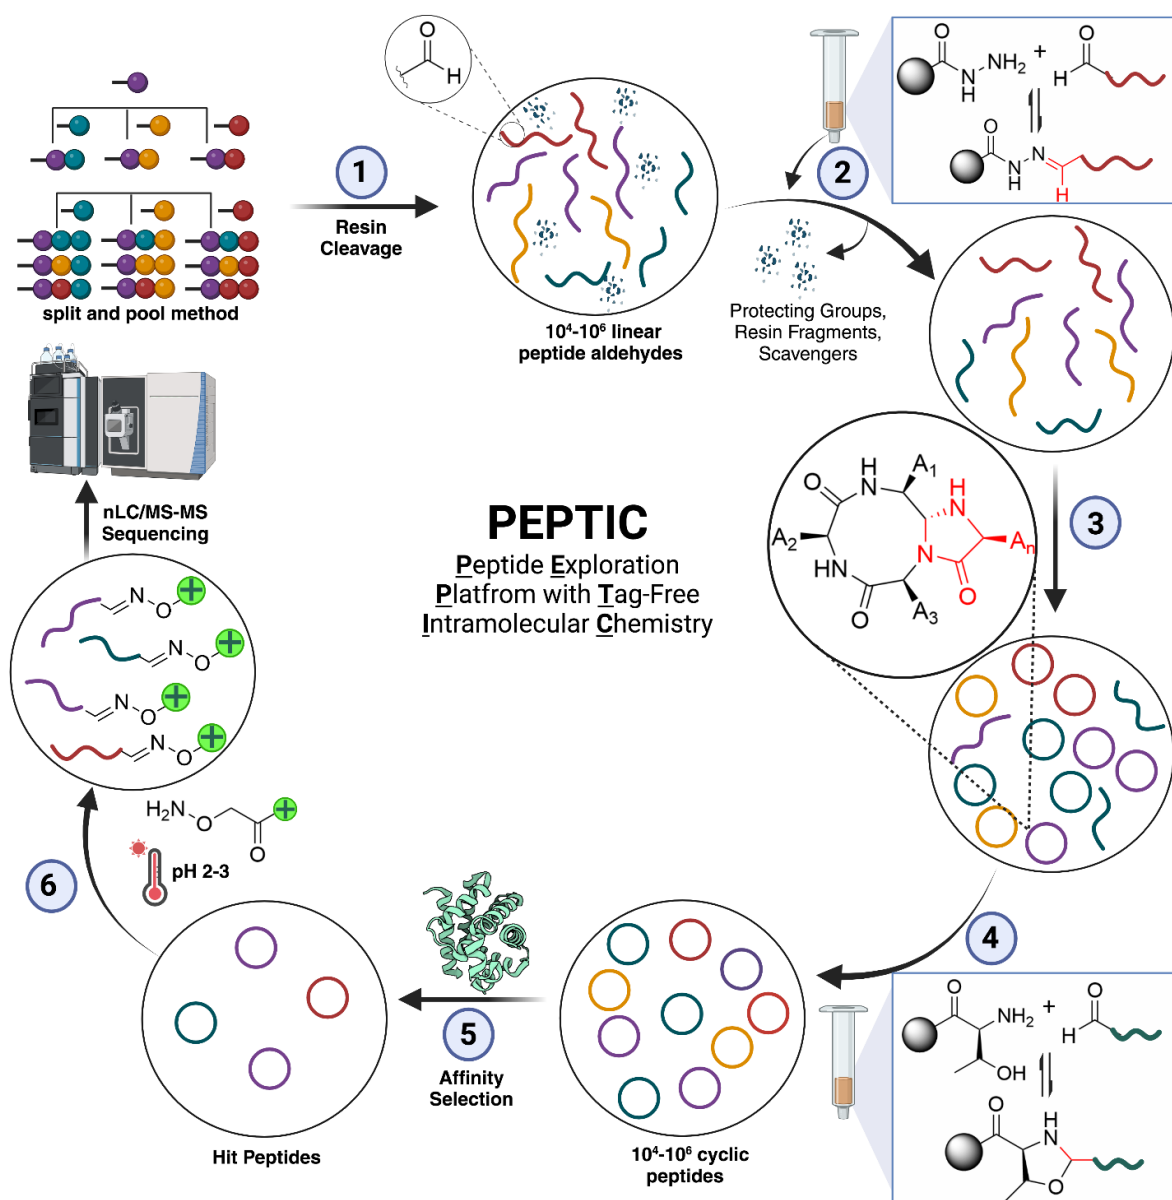 split and pool method
1
Resin
Cleavage
O
H
10⁴-10⁶ linear
peptide aldehydes
2
O
N
H
NH₂
+
O
H
O
N
H
N
H
Protecting Groups,
Resin Fragments,
Scavengers
3
H
N
A₁
O
A₂
HN
O
A₃
H
N
N
O
Aₙ
PEPTIC
Peptide Exploration
Platfrom with Tag-Free
Intramolecular Chemistry
4
O
NH₂
OH
+
O
H
O
H
N
O
10⁴-10⁶ cyclic
peptides
5
Affinity
Selection
Hit Peptides
6
H₂N
O
O
+
pH 2-3
N
O
+
N
O
+
N
O
+
N
O
+
nLC/MS-MS
Sequencing